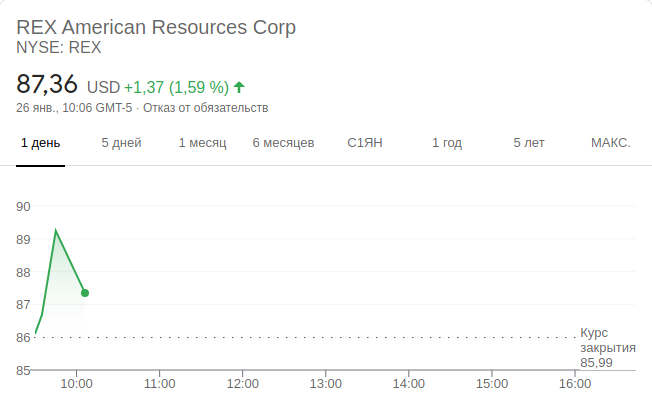 REX American Resources Corp
NYSE: REX
87,36 USD +1,37 (1,59 %)
26 янв., 10:06 GMT-5 · Отказ от обязательств
1 день 5 дней 1 месяц 6 месяцев С1ЯН 1 год 5 лет МАКС.
90
89
88
87
86
85
Курс
закрытия
85,99
10:00 11:00 12:00 13:00 14:00 15:00 16:00